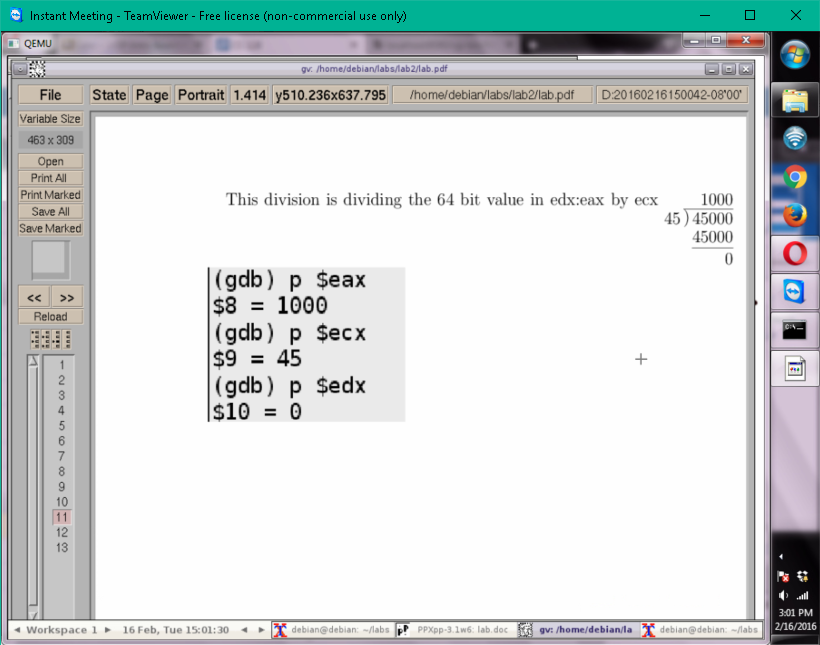 Instant Meeting - TeamViewer - Free license (non-commercial use only)
QEMU
gv: /home/debian/labs/lab2/lab.pdf
File State Page Portrait 1.414 y510.236x637.795 /home/debian/labs/lab2/lab.pdf D:20160216150042-08'00'
Variable Size
463 x 309
Open
Print All
Print Marked
Save All
Save Marked
<< >>
Reload
1
2
3
4
5
6
7
8
9
10
11
12
13
This division is dividing the 64 bit value in edx:eax by ecx
1000
45)45000
45000
0
(gdb) p $eax
$8 = 1000
(gdb) p $ecx
$9 = 45
(gdb) p $edx
$10 = 0
Workspace 1 16 Feb, Tue 15:01:30 debian@debian: ~/labs PPXpp-3.1w6: lab.doc gv: /home/debian/la debian@debian: ~/labs
3:01 PM
2/16/2016